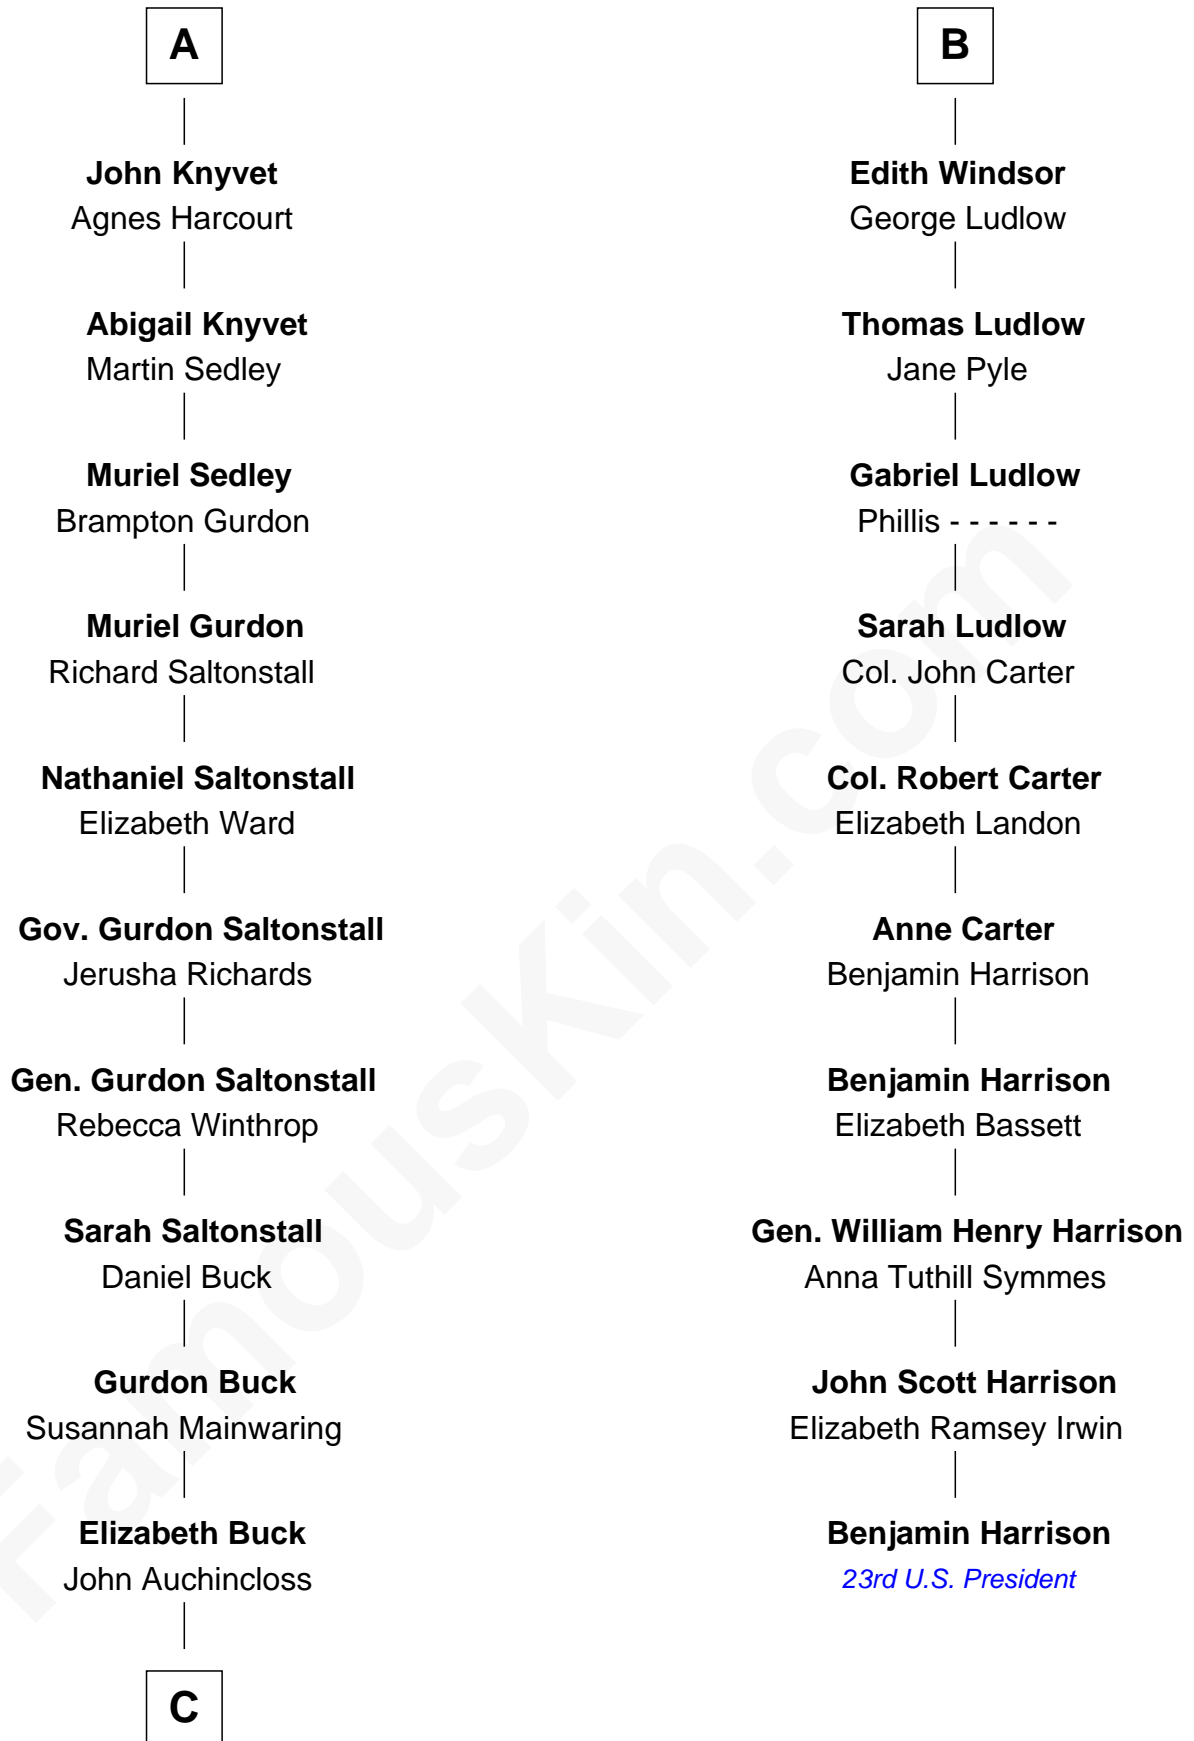 A
John Knyvet
Agnes Harcourt
Abigail Knyvet
Martin Sedley
Muriel Sedley
Brampton Gurdon
Muriel Gurdon
Richard Saltonstall
Nathaniel Saltonstall
Elizabeth Ward
Gov. Gurdon Saltonstall
Jerusha Richards
Gen. Gurdon Saltonstall
Rebecca Winthrop
Sarah Saltonstall
Daniel Buck
Gurdon Buck
Susannah Mainwaring
Elizabeth Buck
John Auchincloss
C
B
Edith Windsor
George Ludlow
Thomas Ludlow
Jane Pyle
Gabriel Ludlow
Phillis - - - - - -
Sarah Ludlow
Col. John Carter
Col. Robert Carter
Elizabeth Landon
Anne Carter
Benjamin Harrison
Benjamin Harrison
Elizabeth Bassett
Gen. William Henry Harrison
Anna Tuthill Symmes
John Scott Harrison
Elizabeth Ramsey Irwin
Benjamin Harrison
23rd U.S. President
FamousKin.com